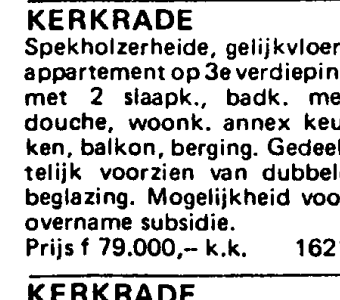 KERKRADE
Spekholzerheide, gelijkvloer
appartement op 3e verdiepin
met 2 slaapk., badk. me
douche, woonk. annex keu
ken, balkon, berging. Gedeel
telijk voorzien van dubbel
beglazing. Mogelijkheid voo
overname subsidie.
Prijs f 79.000,-- k.k. 162
KERKRADE